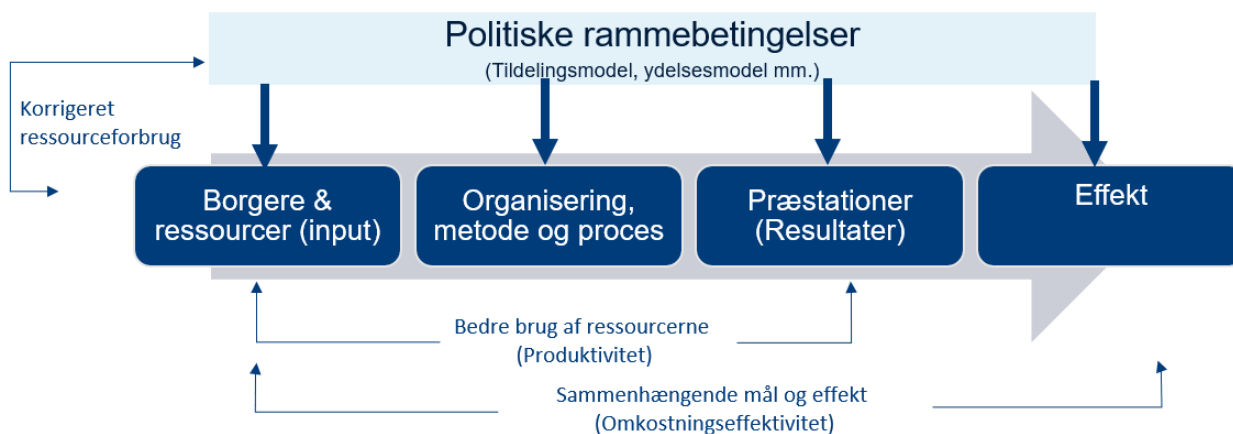 Politiske rammebetingelser
(Tildelingsmodel, ydelsesmodel mm.)
Korrigeret
ressourceforbrug
Borgere &
ressourcer (input)
Organisering,
metode og proces
Præstationer
(Resultater)
Effekt
Bedre brug af ressourcerne
(Produktivitet)
Sammenhængende mål og effekt
(Omkostningseffektivitet)